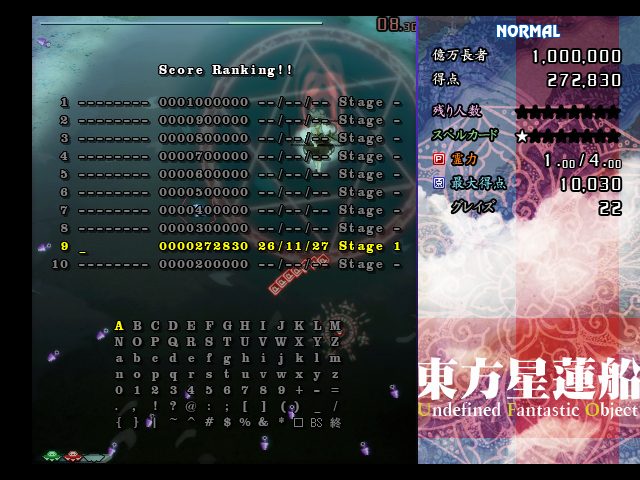 08.36
Score Ranking!!
1 -------- 0001000000 --/--/-- Stage -
2 -------- 0000900000 --/--/-- Stage -
3 -------- 0000800000 --/--/-- Stage -
4 -------- 0000700000 --/--/-- Stage -
5 -------- 0000600000 --/--/-- Stage -
6 -------- 0000500000 --/--/-- Stage -
7 -------- 0000400000 --/--/-- Stage -
8 -------- 0000300000 --/--/-- Stage -
9 _ 0000272830 26/11/27 Stage 1
10 -------- 0000200000 --/--/-- Stage -
A B C D E F G H I J K L M
N O P Q R S T U V W X Y Z
a b c d e f g h i j k l m
n o p q r s t u v w x y z
0 1 2 3 4 5 6 7 8 9 + - =
. , ! ? @ : ; [ ] ( ) _ /
{ } | ~ ^ # $ % & * □ BS 終
NORMAL
億万長者 1,000,000
得点 272,830
残り人数
スペルカード
P 霊力 1.00/4.00
点 最大得点 10,030
グレイズ 22
東方星蓮船
Undefined Fantastic Object